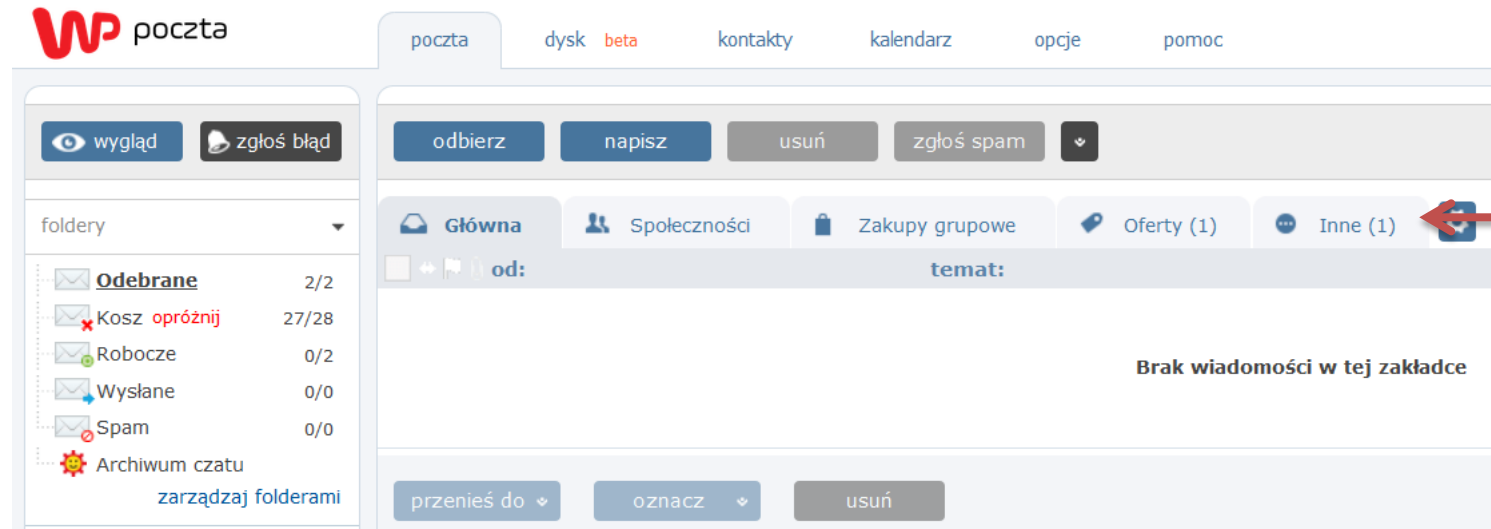 WP poczta
poczta dysk beta kontakty kalendarz opcje pomoc
wygląd zgłoś błąd
odbierz napisz usuń zgłoś spam
foldery
Główna Społeczności Zakupy grupowe Oferty (1) Inne (1)
od: temat:
Odebrane 2/2
Kosz opróżnij 27/28
Robocze 0/2
Wysłane 0/0
Spam 0/0
Archiwum czatu
zarządzaj folderami
Brak wiadomości w tej zakładce
przenieś do oznacz usuń